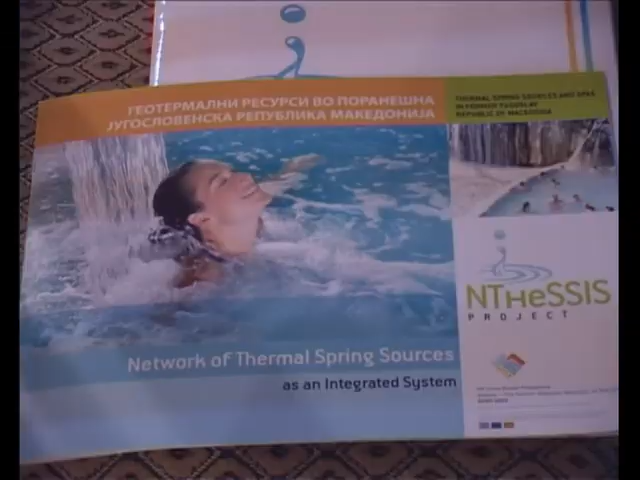 ГЕОТЕРМАЛНИ РЕСУРСИ ВО ПОРАНЕШНА
ЈУГОСЛОВЕНСКА РЕПУБЛИКА МАКЕДОНИЈА
THERMAL SPRING SOURCES AND SPAS
IN FORMER YUGOSLAV
REPUBLIC OF MACEDONIA
NTHeSSIS
PROJECT
Network of Thermal Spring Sources
as an Integrated System